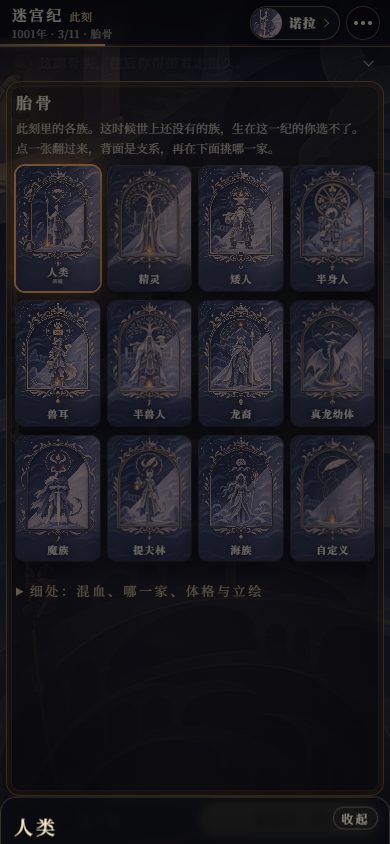 迷宫纪 此刻
诺拉
1001年 · 3/11 · 胎骨
胎骨
此刻里的各族。这时候世上还没有的族，生在这一纪的你选不了。
点一张翻过来，背面是支系，再在下面挑哪一家。
人类
精灵
矮人
半身人
兽耳
半兽人
龙裔
真龙幼体
魔族
提夫林
海族
自定义
▶ 细处：混血、哪一家、体格与立绘
人类
收起